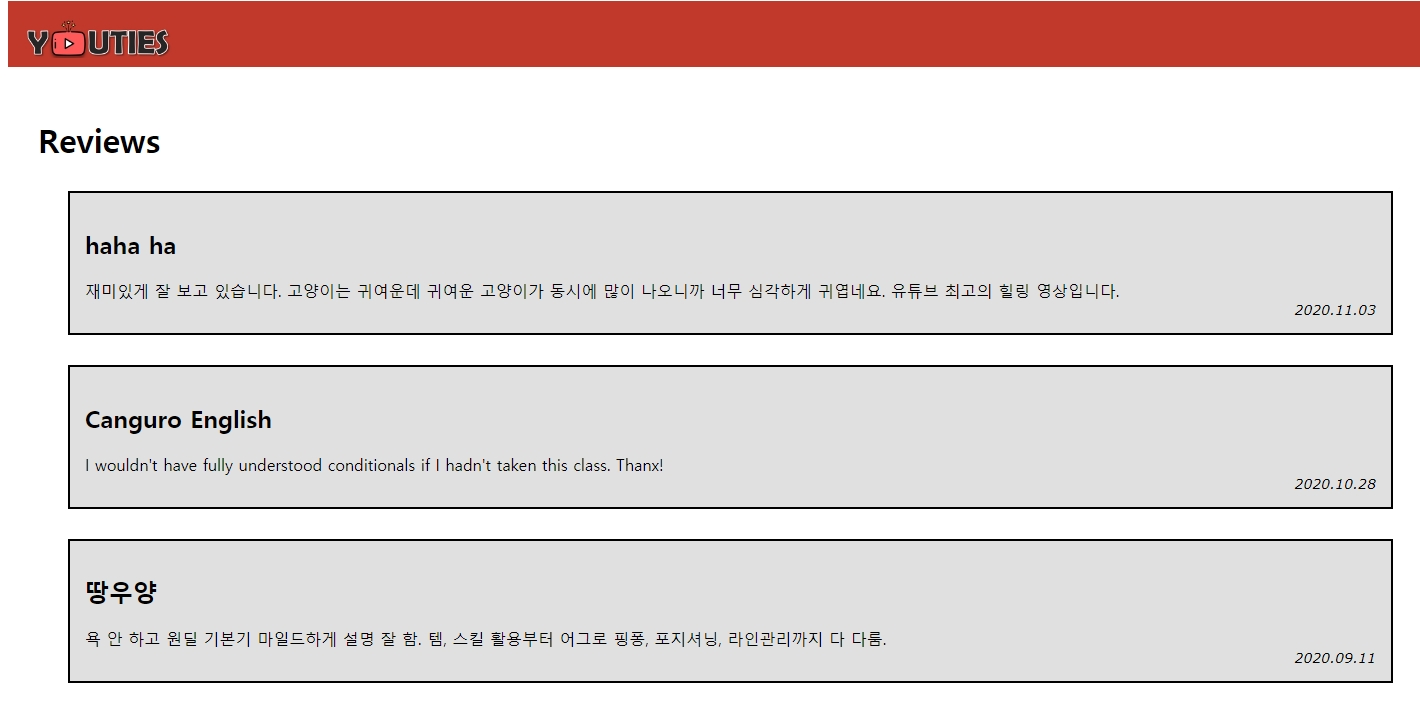 YOUTIES
Reviews
haha ha
재미있게 잘 보고 있습니다. 고양이는 귀여운데 귀여운 고양이가 동시에 많이 나오니까 너무 심각하게 귀엽네요. 유튜브 최고의 힐링 영상입니다.
2020.11.03
Canguro English
I wouldn't have fully understood conditionals if I hadn't taken this class. Thanx!
2020.10.28
땅우양
욕 안 하고 원딜 기본기 마일드하게 설명 잘 함. 템, 스킬 활용부터 어그로 핑퐁, 포지셔닝, 라인관리까지 다 다룸.
2020.09.11